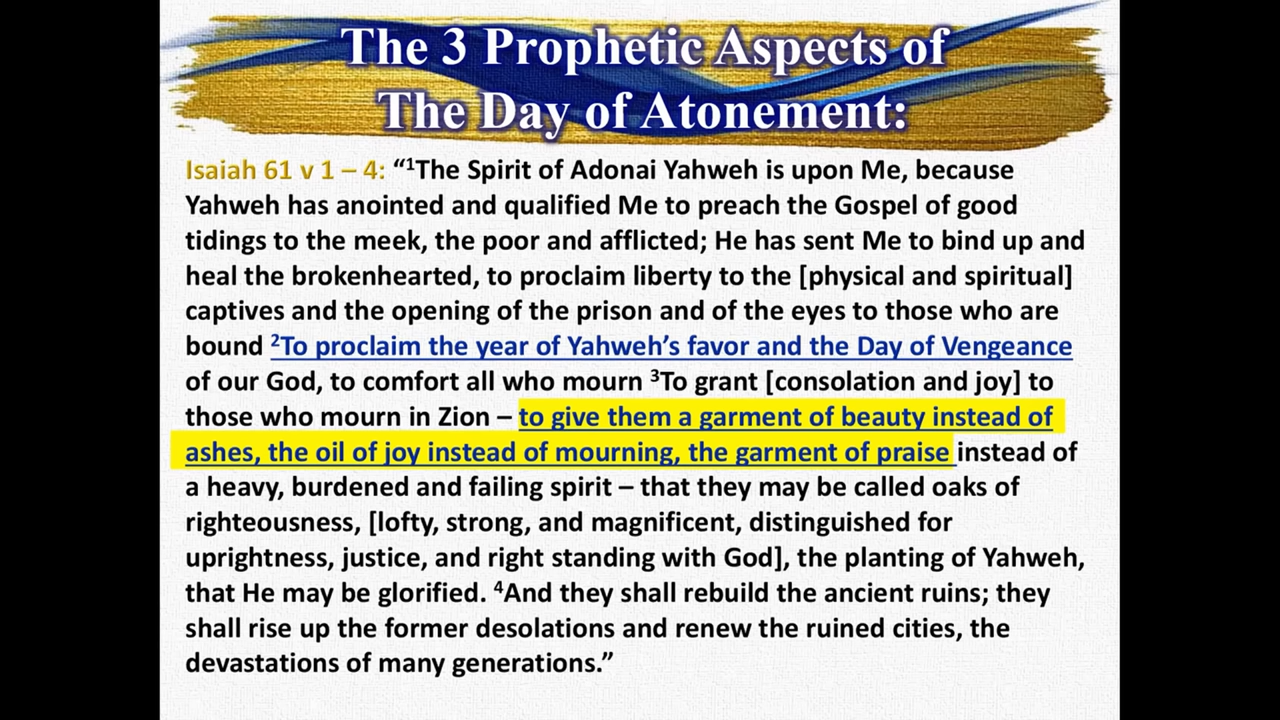 The 3 Prophetic Aspects of
The Day of Atonement:
Isaiah 61 v 1 – 4: “¹The Spirit of Adonai Yahweh is upon Me, because
Yahweh has anointed and qualified Me to preach the Gospel of good
tidings to the meek, the poor and afflicted; He has sent Me to bind up and
heal the brokenhearted, to proclaim liberty to the [physical and spiritual]
captives and the opening of the prison and of the eyes to those who are
bound ²To proclaim the year of Yahweh’s favor and the Day of Vengeance
of our God, to comfort all who mourn ³To grant [consolation and joy] to
those who mourn in Zion – to give them a garment of beauty instead of
ashes, the oil of joy instead of mourning, the garment of praise instead of
a heavy, burdened and failing spirit – that they may be called oaks of
righteousness, [lofty, strong, and magnificent, distinguished for
uprightness, justice, and right standing with God], the planting of Yahweh,
that He may be glorified. ⁴And they shall rebuild the ancient ruins; they
shall rise up the former desolations and renew the ruined cities, the
devastations of many generations.”